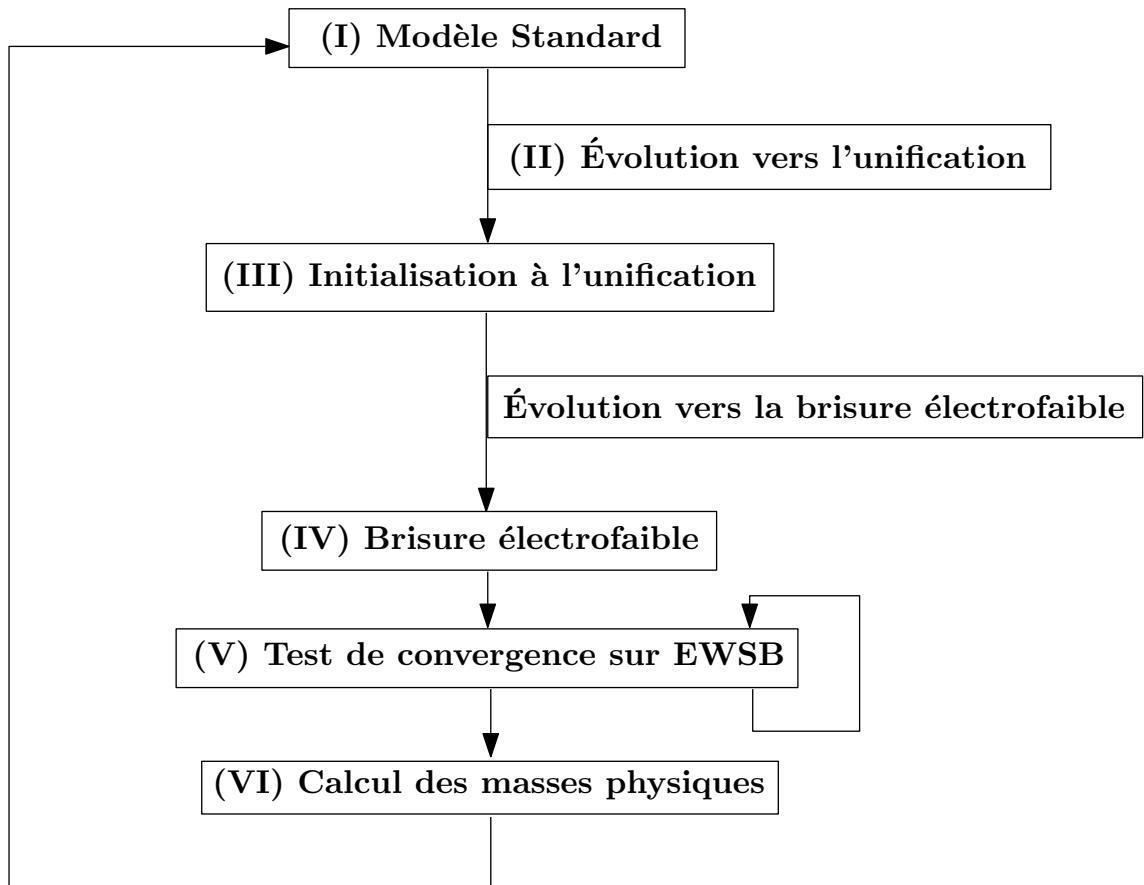 (I) Modèle Standard
(II) Évolution vers l'unification
(III) Initialisation à l'unification
Évolution vers la brisure électrofaible
(IV) Brisure électrofaible
(V) Test de convergence sur EWSB
(VI) Calcul des masses physiques